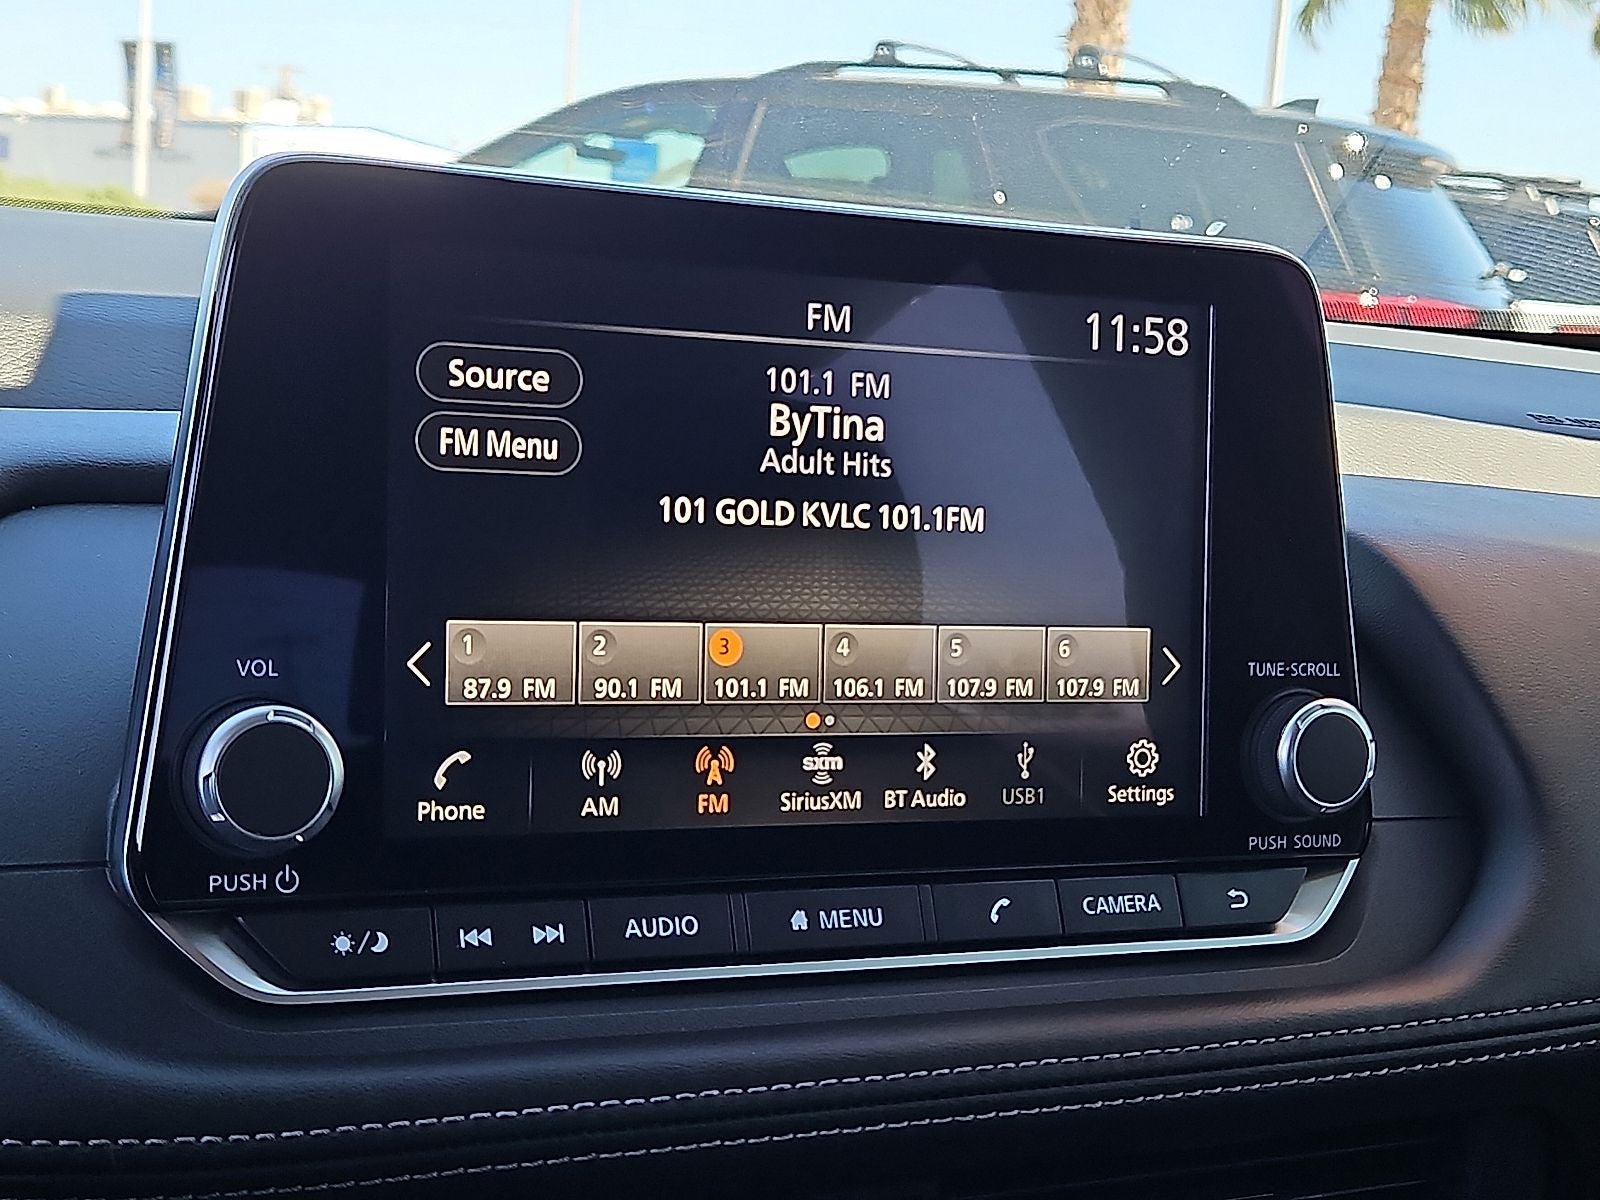 FM
11:58
Source
101.1 FM
FM Menu
ByTina
Adult Hits
101 GOLD KVLC 101.1FM
1
2
3
4
5
6
87.9 FM
90.1 FM
101.1 FM
106.1 FM
107.9 FM
107.9 FM
VOL
TUNE·SCROLL
sxm
Phone
AM
FM
SiriusXM
BT Audio
USB1
Settings
PUSH
PUSH SOUND
AUDIO
MENU
CAMERA